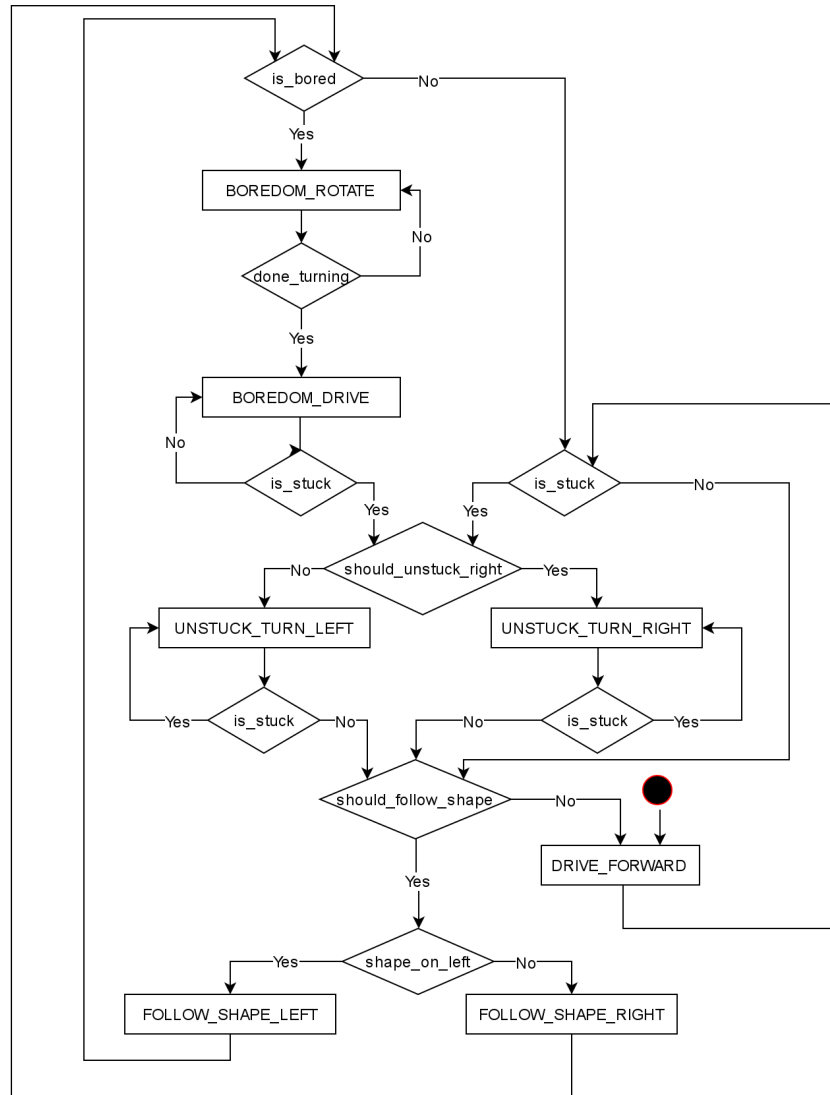 is_bored
No
Yes
BOREDOM_ROTATE
No
done_turning
Yes
BOREDOM_DRIVE
No
is_stuck
is_stuck
No
Yes
Yes
should_unstuck_right
No
Yes
UNSTUCK_TURN_LEFT
UNSTUCK_TURN_RIGHT
Yes
is_stuck
No
No
is_stuck
Yes
should_follow_shape
No
DRIVE_FORWARD
Yes
shape_on_left
Yes
No
FOLLOW_SHAPE_LEFT
FOLLOW_SHAPE_RIGHT